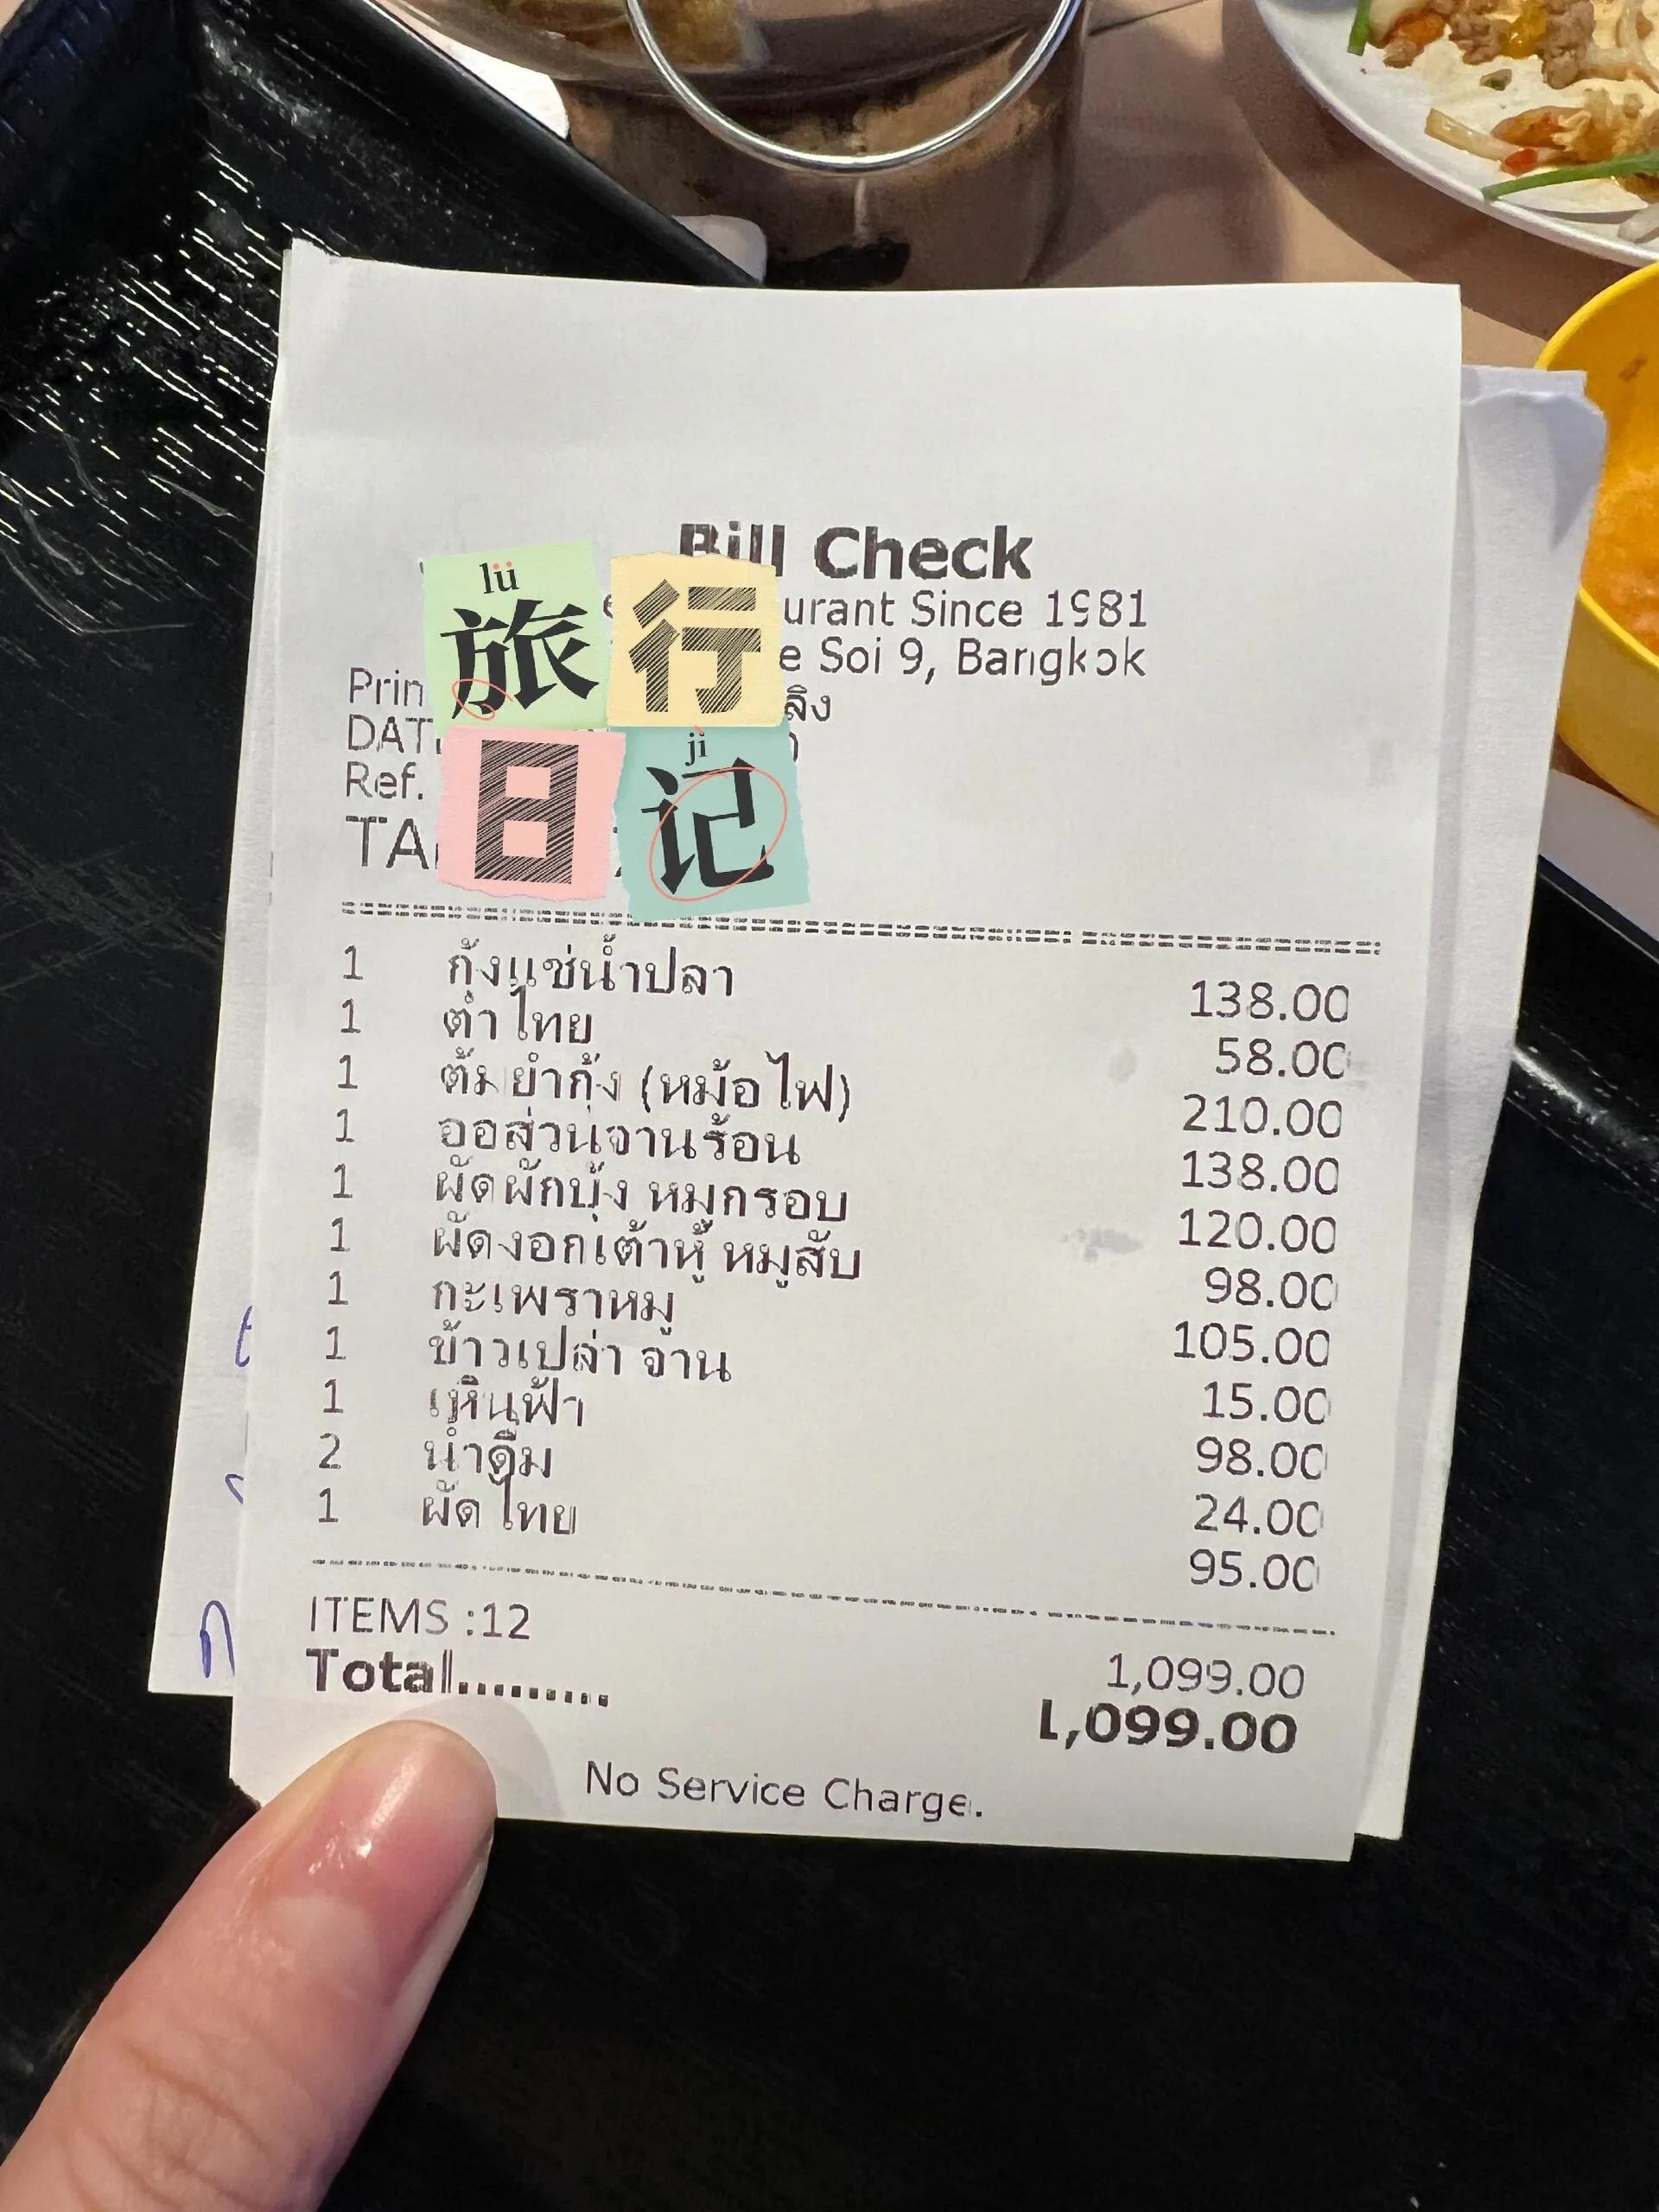 Bill Check
urant Since 1981
e Soi 9, Bangkok
lü
旅行
日记
jì
Ref.
1 กุ้งแช่น้ำปลา 138.00
1 ตำไทย 58.00
1 ต้มยำกุ้ง (หม้อไฟ) 210.00
1 ออส่วนจานร้อน 138.00
1 ผัดผักบุ้ง หมูกรอบ 120.00
1 ผัดงอกเต้าหู้ หมูสับ 98.00
1 กะเพราหมู 105.00
1 ข้าวเปล่า จาน 15.00
1 เหินฟ้า 98.00
2 น้ำดื่ม 24.00
1 ผัดไทย 95.00
ITEMS :12 1,099.00
Total.......... 1,099.00
No Service Charge.